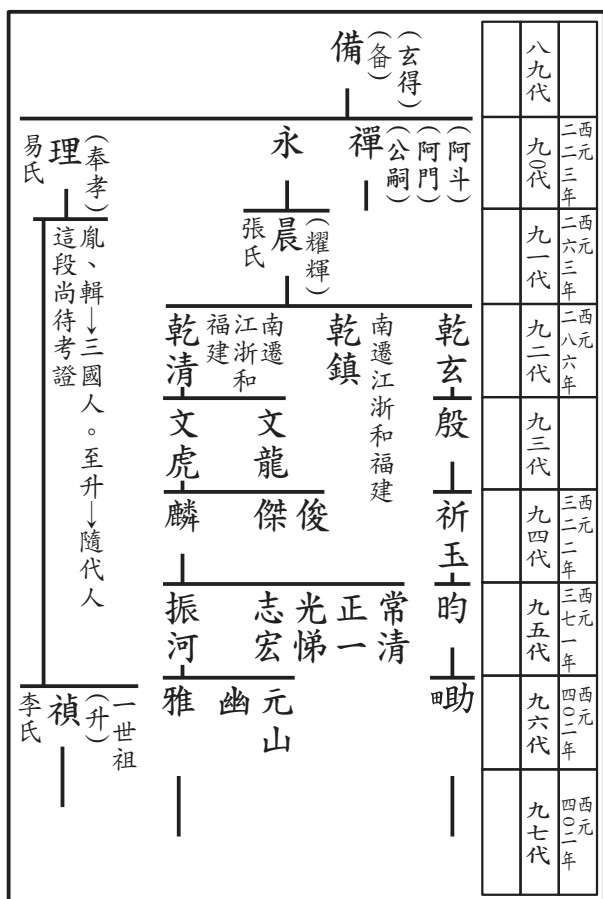 八九代
備
(玄得)
(备)
西元二二三年
九〇代
禪
(阿斗)
(阿門)
(公嗣)
永
理
(奉孝)
易氏
西元二六三年
九一代
晨
(耀輝)
張氏
胤、輯→三國人。至升→隨代人
這段尚待考證
西元二八六年
九二代
乾玄
乾鎮
南遷江浙和福建
乾清
南遷
江浙和
福建
九三代
殷
文龍
文虎
西元三二二年
九四代
祈玉
俊
傑
麟
西元三七一年
九五代
昀
常清
正一
光悌
志宏
振河
西元四〇二年
九六代
田助
元山
幽
雅
一世祖
禎
(升)
李氏
西元四〇二年
九七代